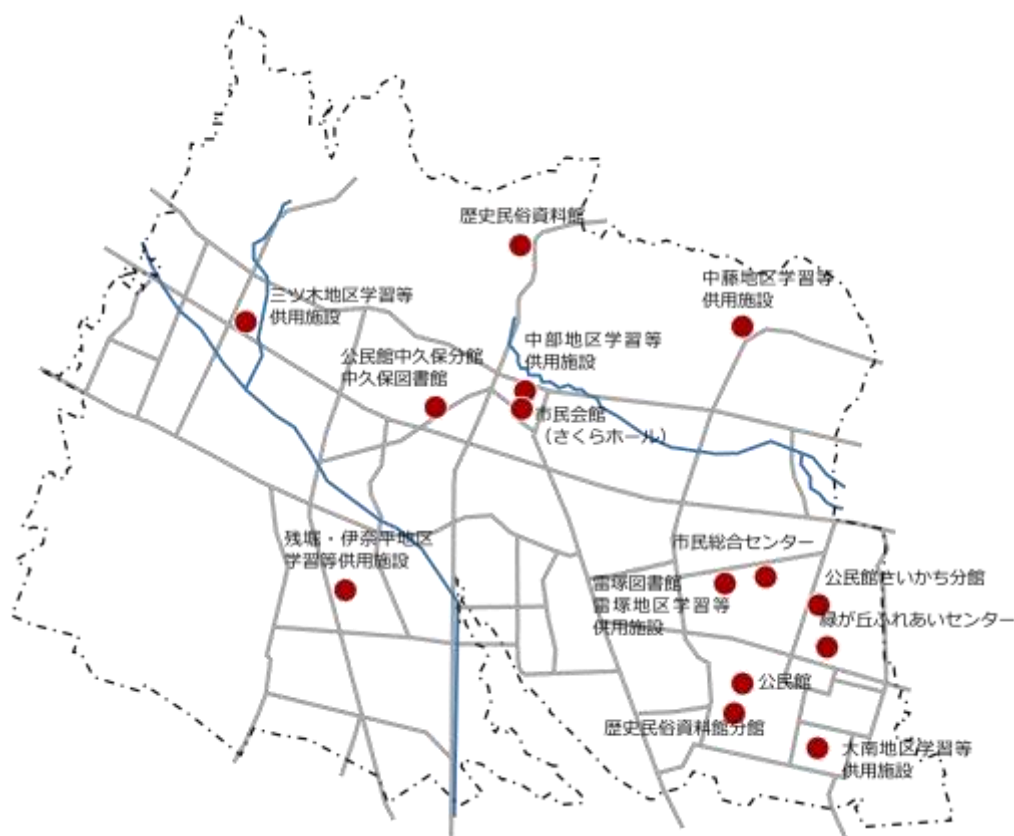 歴史民俗資料館
中藤地区学習等
供用施設
三ツ木地区学習等
供用施設
中部地区学習等
供用施設
公民館中久保分館
中久保図書館
市民会館
（さくらホール）
残堀・伊奈平地区
学習等供用施設
市民総合センター
雷塚図書館
雷塚地区学習等
供用施設
公民館さいかち分館
緑が丘ふれあいセンター
公民館
歴史民俗資料館分館
大南地区学習等
供用施設